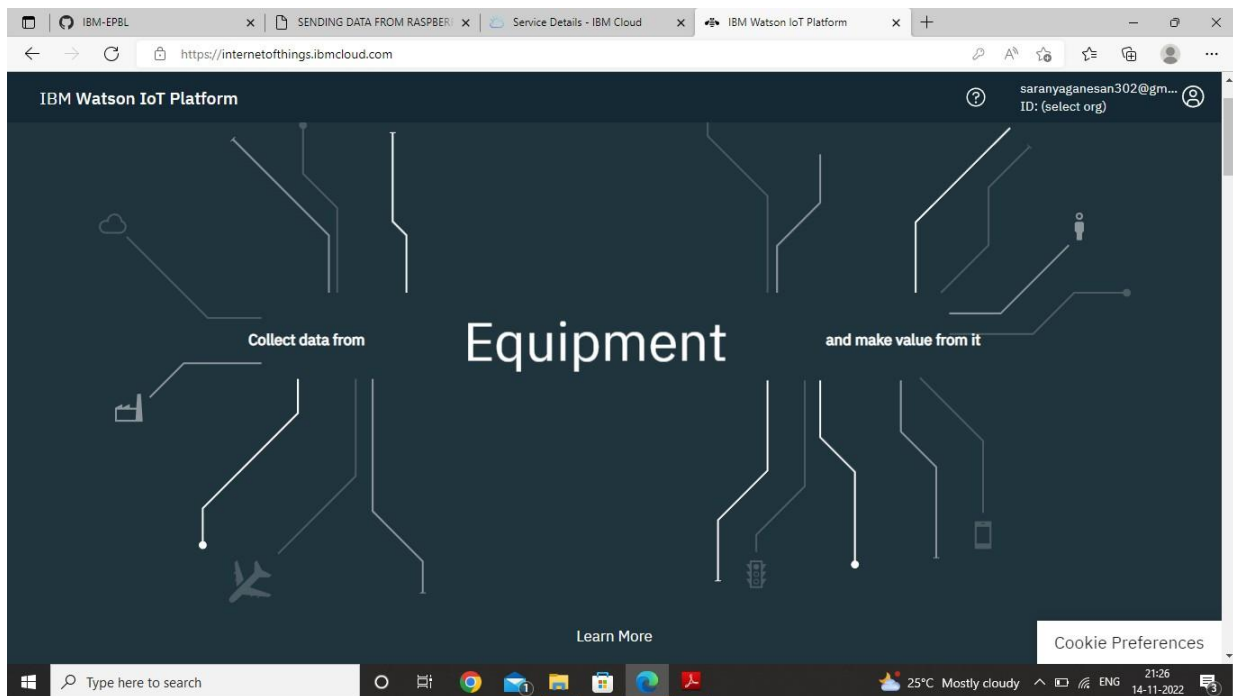 IBM-EPBL
SENDING DATA FROM RASPBER
Service Details - IBM Cloud
IBM Watson IoT Platform
https://internetofthings.ibmcloud.com
IBM Watson IoT Platform
saranyaganesan302@gm...
ID: (select org)
Collect data from
Equipment
and make value from it
Learn More
Cookie Preferences
Type here to search
25°C Mostly cloudy
ENG
21:26
14-11-2022
3
1